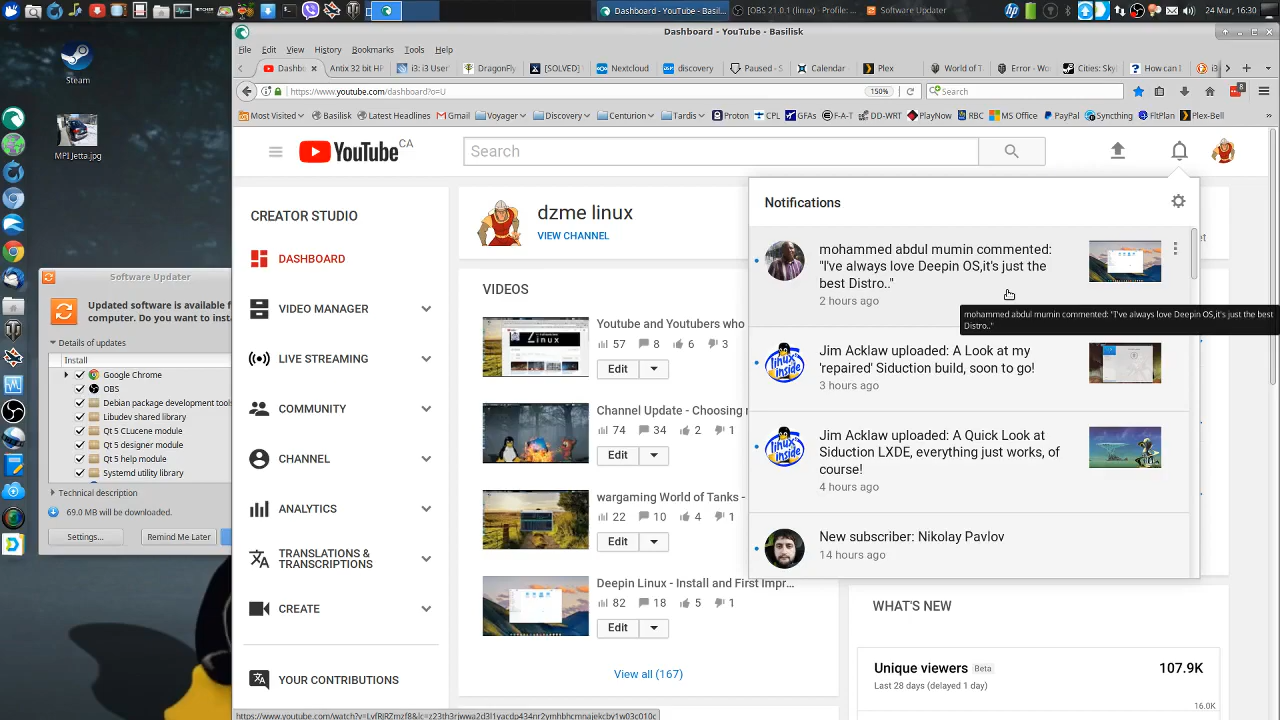 Dashboard - YouTube - Basil...
[OBS 21.0.1 (linux) - Profile: ...
Software Updater
24 Mar, 16:30
Dashboard - YouTube - Basilisk
File Edit View History Bookmarks Tools Help
Dashbo
Antix 32 bit HP
i3: i3 User
DragonFly
[SOLVED]
Nextcloud
discovery
Paused - S
Calendar -
Plex
World of T
Error - Wo
Cities: Sky
How can I
https://www.youtube.com/dashboard?o=U
150%
Search
Most Visited
Basilisk
Latest Headlines
Gmail
Voyager
Discovery
Centurion
Tardis
Proton
CPL
GFAS
F-A-T
DD-WRT
PlayNow
RBC
MS Office
PayPal
Syncthing
FltPlan
Plex-Bell
Steam
MPI Jetta.jpg
YouTube CA
Search
CREATOR STUDIO
DASHBOARD
VIDEO MANAGER
LIVE STREAMING
COMMUNITY
CHANNEL
ANALYTICS
TRANSLATIONS &
TRANSCRIPTIONS
CREATE
YOUR CONTRIBUTIONS
dzme linux
VIEW CHANNEL
VIDEOS
Youtube and Youtubers who
57 8 6 3
Edit
Channel Update - Choosing
74 34 2 1
Edit
wargaming World of Tanks -
22 10 4 1
Edit
Deepin Linux - Install and First Impr...
82 18 5 1
Edit
View all (167)
Notifications
mohammed abdul mumin commented:
"I've always love Deepin OS,it's just the
best Distro.."
2 hours ago
mohammed abdul mumin commented: "I've always love Deepin OS,it's just the best
Distro.."
Jim Acklaw uploaded: A Look at my
'repaired' Siduction build, soon to go!
3 hours ago
Jim Acklaw uploaded: A Quick Look at
Siduction LXDE, everything just works, of
course!
4 hours ago
New subscriber: Nikolay Pavlov
14 hours ago
WHAT'S NEW
Unique viewers Beta
107.9K
Last 28 days (delayed 1 day)
16.0K
Software Updater
Updated software is available f
computer. Do you want to inst
Details of updates
Install
Google Chrome
OBS
Debian package development tools
Libudev shared library
Qt 5 CLucene module
Qt 5 designer module
Qt 5 help module
Systemd utility library
Technical description
69.0 MB will be downloaded.
Settings...
Remind Me Later